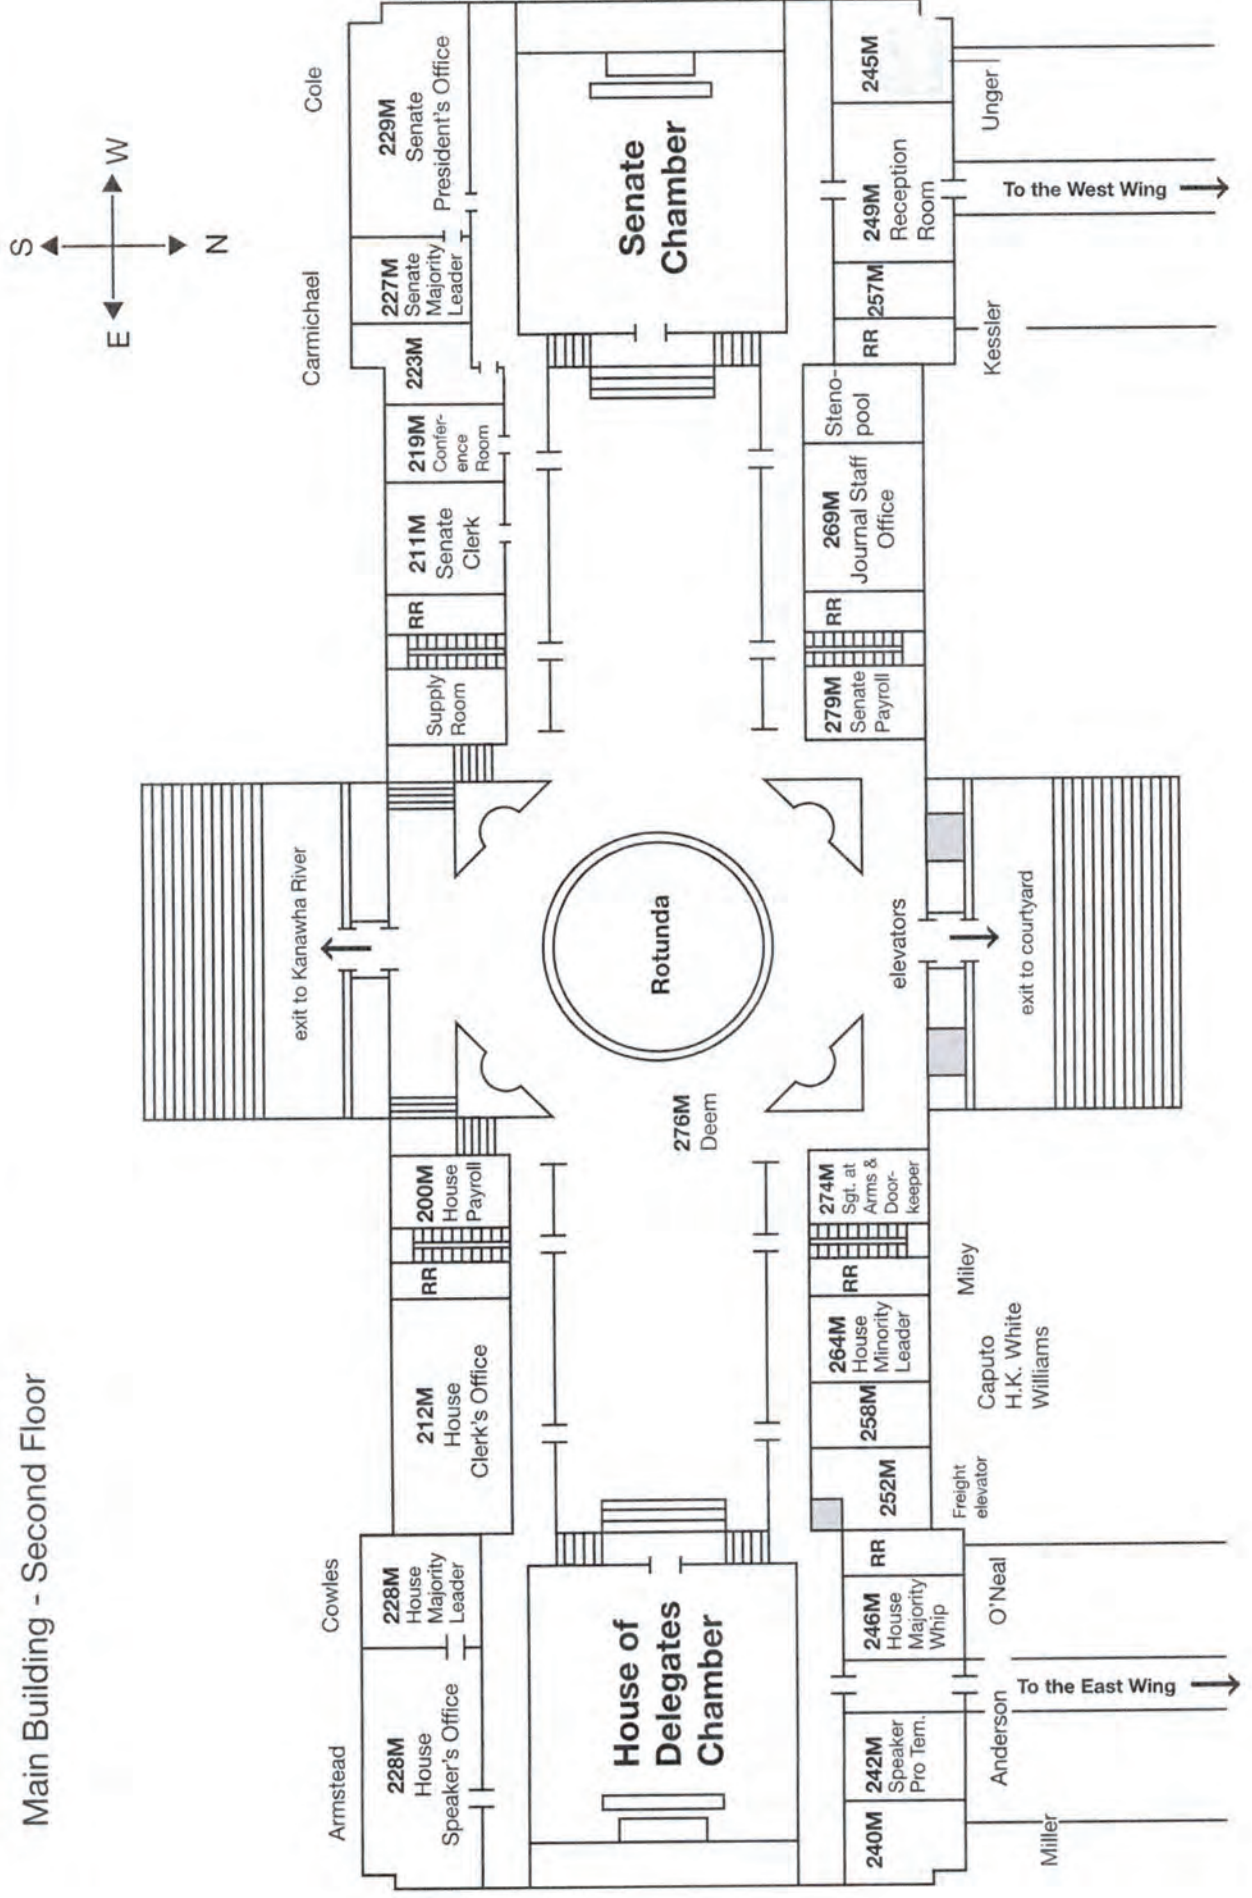 Main Building - Second Floor
S
E
W
N
Armstead
Cowles
exit to Kanawha River
Carmichael
Cole
228M
House
Speaker's Office
228M
House
Majority
Leader
212M
House
Clerk's Office
RR
200M
House
Payroll
Supply
Room
RR
211M
Senate
Clerk
219M
Confer-
ence
Room
223M
227M
Senate
Majority
Leader
229M
Senate
President's Office
House of
Delegates
Chamber
276M
Deem
Rotunda
Senate
Chamber
240M
242M
Speaker
Pro Tem.
246M
House
Majority
Whip
RR
252M
258M
264M
House
Minority
Leader
RR
274M
Sgt. at
Arms &
Door-
keeper
elevators
279M
Senate
Payroll
RR
269M
Journal Staff
Office
Steno-
pool
RR
257M
249M
Reception
Room
245M
Miller
Anderson
O'Neal
Freight
elevator
Caputo
H.K. White
Williams
Miley
exit to courtyard
Kessler
Unger
To the East Wing
To the West Wing